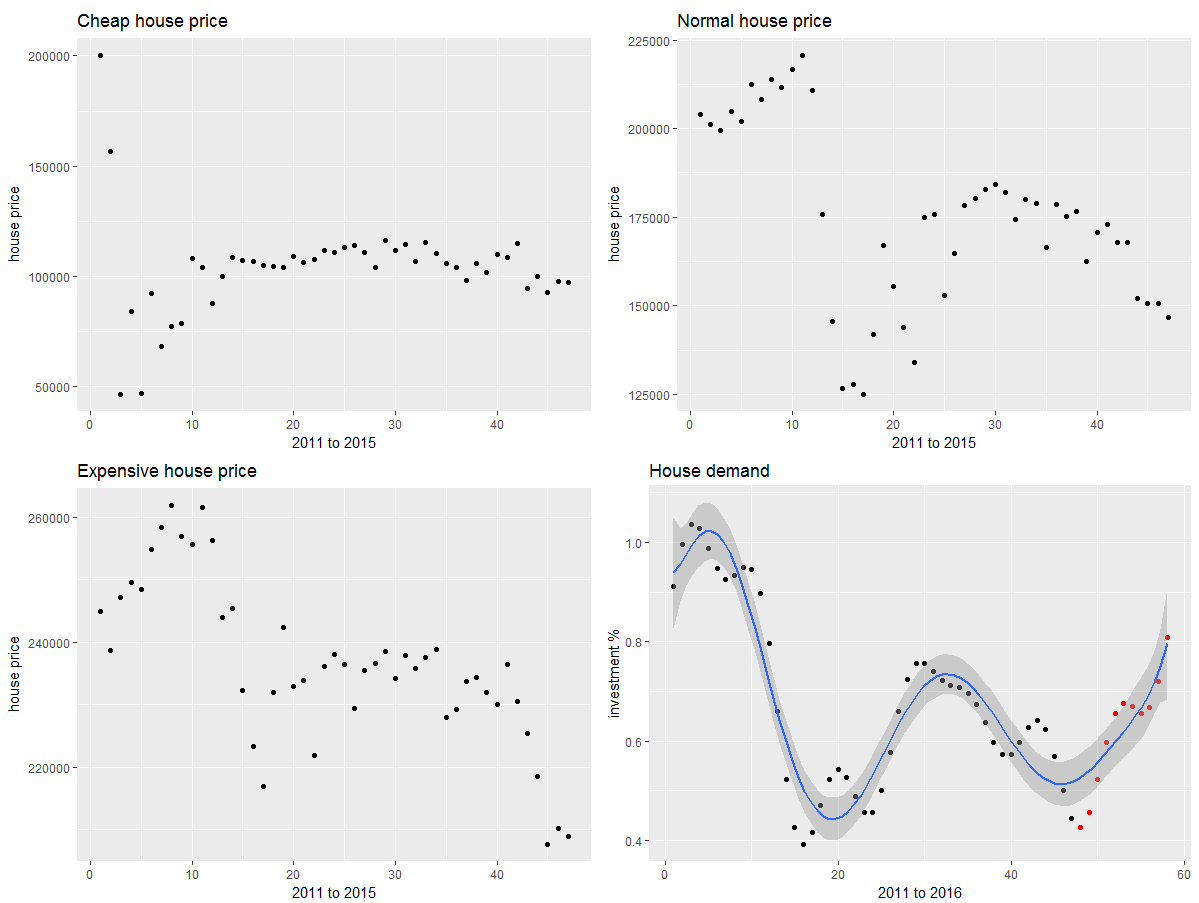 Cheap house price
200000
150000
100000
50000
house price
0 10 20 30 40
2011 to 2015
Normal house price
225000
200000
175000
150000
125000
house price
0 10 20 30 40
2011 to 2015
Expensive house price
260000
240000
220000
house price
0 10 20 30 40
2011 to 2015
House demand
1.0
0.8
0.6
0.4
investment %
0 20 40 60
2011 to 2016